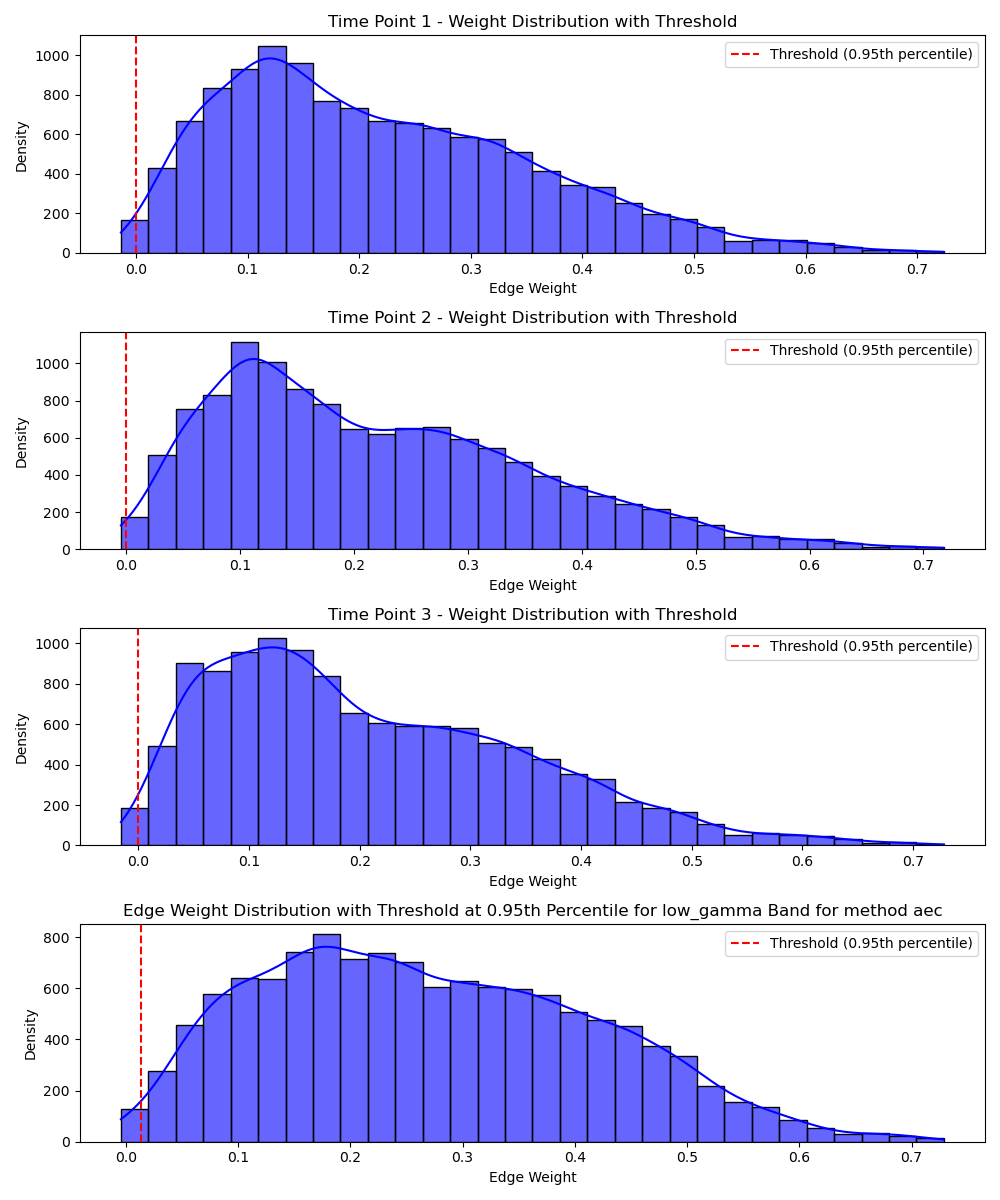 Time Point 1 - Weight Distribution with Threshold
Threshold (0.95th percentile)
1000
800
600
400
200
0
Density
0.0 0.1 0.2 0.3 0.4 0.5 0.6 0.7
Edge Weight
Time Point 2 - Weight Distribution with Threshold
Threshold (0.95th percentile)
1000
800
600
400
200
0
Density
0.0 0.1 0.2 0.3 0.4 0.5 0.6 0.7
Edge Weight
Time Point 3 - Weight Distribution with Threshold
Threshold (0.95th percentile)
1000
800
600
400
200
0
Density
0.0 0.1 0.2 0.3 0.4 0.5 0.6 0.7
Edge Weight
Edge Weight Distribution with Threshold at 0.95th Percentile for low_gamma Band for method aec
Threshold (0.95th percentile)
800
600
400
200
0
Density
0.0 0.1 0.2 0.3 0.4 0.5 0.6 0.7
Edge Weight